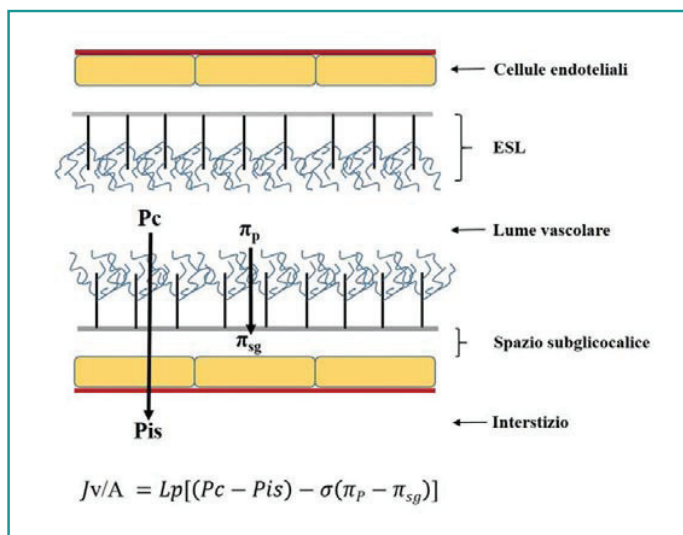 Cellule endoteliali
ESL
Pc
πp
Lume vascolare
πsg
Spazio subglicocalice
Pis
Interstizio
Jv/A = Lp[(Pc − Pis) − σ(πP − πsg)]